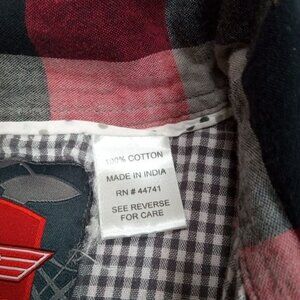 100% COTTON
MADE IN INDIA
RN # 44741
SEE REVERSE
FOR CARE